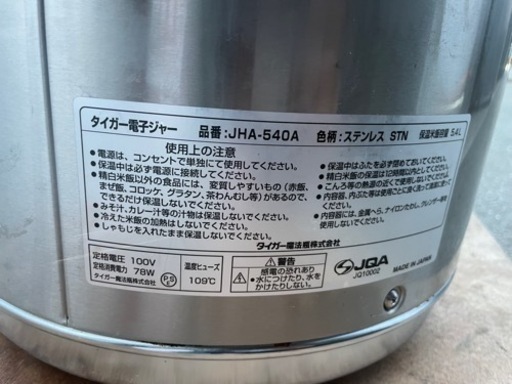 タイガー電子ジャー 品番:JHA-540A 色柄:ステンレス STN 保温米飯容量 5.4L
使用上の注意
●電源は、コンセントで単独にて使用してください。
●保温中は必ず電源に接続してください。
●精白米飯以外の食品には、変質しやすいもの(赤飯、
まぜ飯、コロッケ、グラタン、茶わんむし等)があるので、
できるだけ保温しないでください。
●みそ汁、カレー汁等の汁物は保温しないでください。
●冷えた米飯の加熱はしないでください。
●しゃもじを入れたまま保温しないでください。
●保温中はふたを必ず閉めておいてください。
●精白米飯の保温は12時間以内としてください。
●こんろ等の熱源の近くで使用しないでください。
●内容器、内ぶた等は使用ごとに良く洗って清潔に
使ってください。
●内容器には、金属ヘら、ナイロンたわし、クレンザー等は
使用しないでください。
タイガー魔法瓶株式会社
定格電圧 100V
定格消費電力 78W
タイガー魔法瓶株式会社
PS
E
温度ヒューズ
109℃
警告
感電の恐れあり
●水につけたり、水を
かけたりしない。
JQA
JQ10002
MADE IN JAPAN